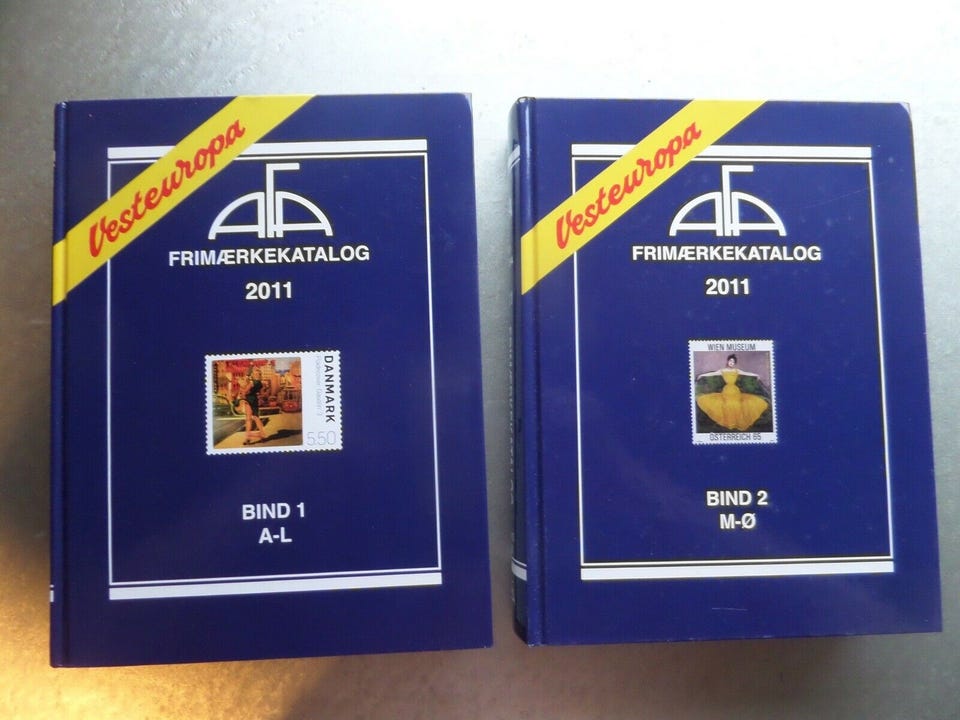 Vesteuropa
AFA
FRIMÆRKEKATALOG
2011
DANMARK
5.50
BIND 1
A-L
Vesteuropa
AFA
FRIMÆRKEKATALOG
2011
WIEN MUSEUM
ÖSTERREICH 65
BIND 2
M-Ø